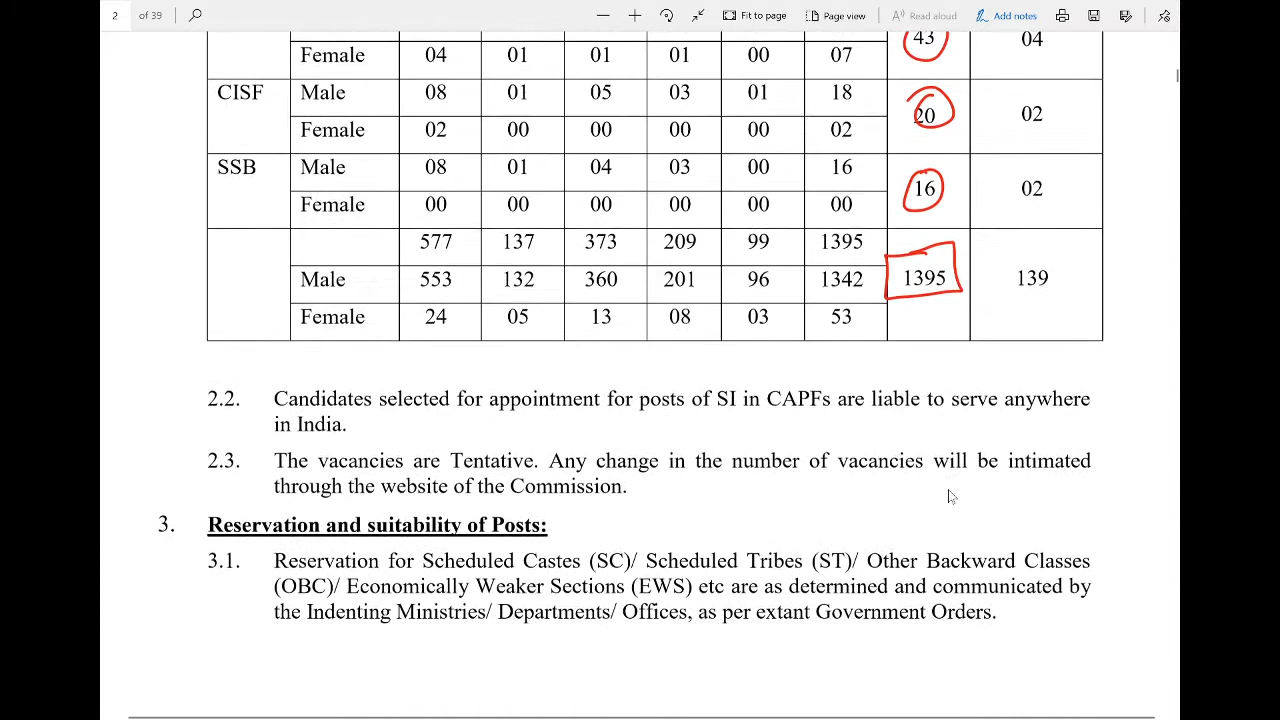 2 of 39 Fit to page Page view Read aloud Add notes
43 04
Female 04 01 01 01 00 07
CISF Male 08 01 05 03 01 18
20 02
Female 02 00 00 00 00 02
SSB Male 08 01 04 03 00 16
16 02
Female 00 00 00 00 00 00
577 137 373 209 99 1395
Male 553 132 360 201 96 1342 1395 139
Female 24 05 13 08 03 53
2.2. Candidates selected for appointment for posts of SI in CAPFs are liable to serve anywhere
in India.
2.3. The vacancies are Tentative. Any change in the number of vacancies will be intimated
through the website of the Commission.
3. Reservation and suitability of Posts:
3.1. Reservation for Scheduled Castes (SC)/ Scheduled Tribes (ST)/ Other Backward Classes
(OBC)/ Economically Weaker Sections (EWS) etc are as determined and communicated by
the Indenting Ministries/ Departments/ Offices, as per extant Government Orders.